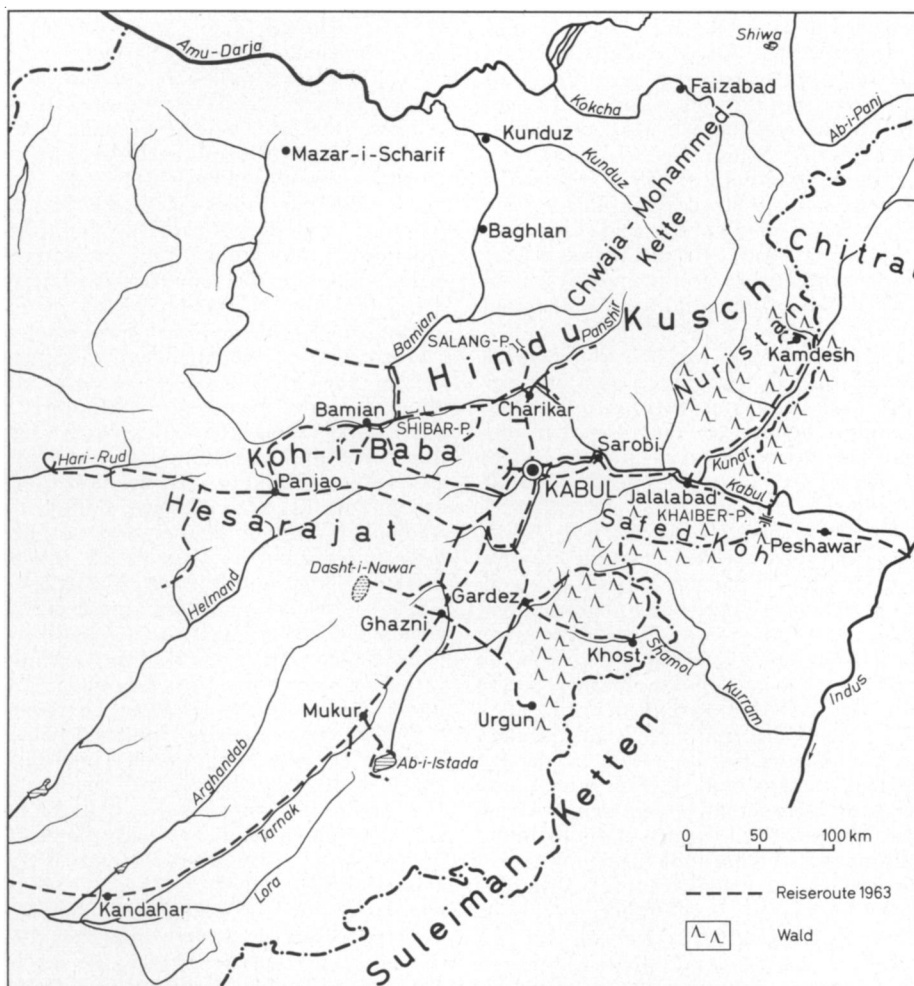 Amu-Darja
Shiwa
Faizabad
Kokcha
Ab-i-Panj
Kunduz
Mazar-i-Scharif
Kunduz
Baghlan
Chwaja-Mohammed-
Kette
Chitral
Bamian
SALANG-P.
Hindu Kusch
Panshir
Nuristan
Kamdesh
Bamian
SHIBAR-P.
Charikar
Koh-i-Baba
Sarobi
Kunar
Hari-Rud
Panjao
KABUL
Jalalabad
Kabul
KHAIBER-P.
Hesarajat
Safed-Koh
Peshawar
Dasht-i-Nawar
Helmand
Gardez
Ghazni
Khost
Shamol
Kurram
Indus
Mukur
Urgun
Ab-i-Istada
Arghandab
Tarnak
Lora
Kandahar
Suleiman-Ketten
0 50 100 km
Reiseroute 1963
Wald